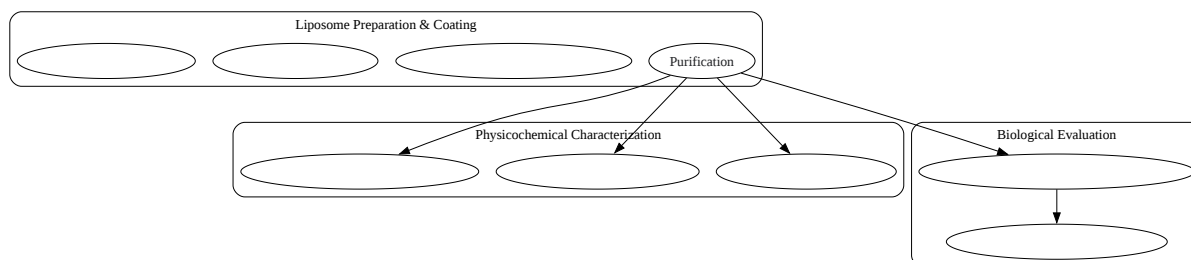 Liposome Preparation & Coating
Purification
Physicochemical Characterization
Biological Evaluation